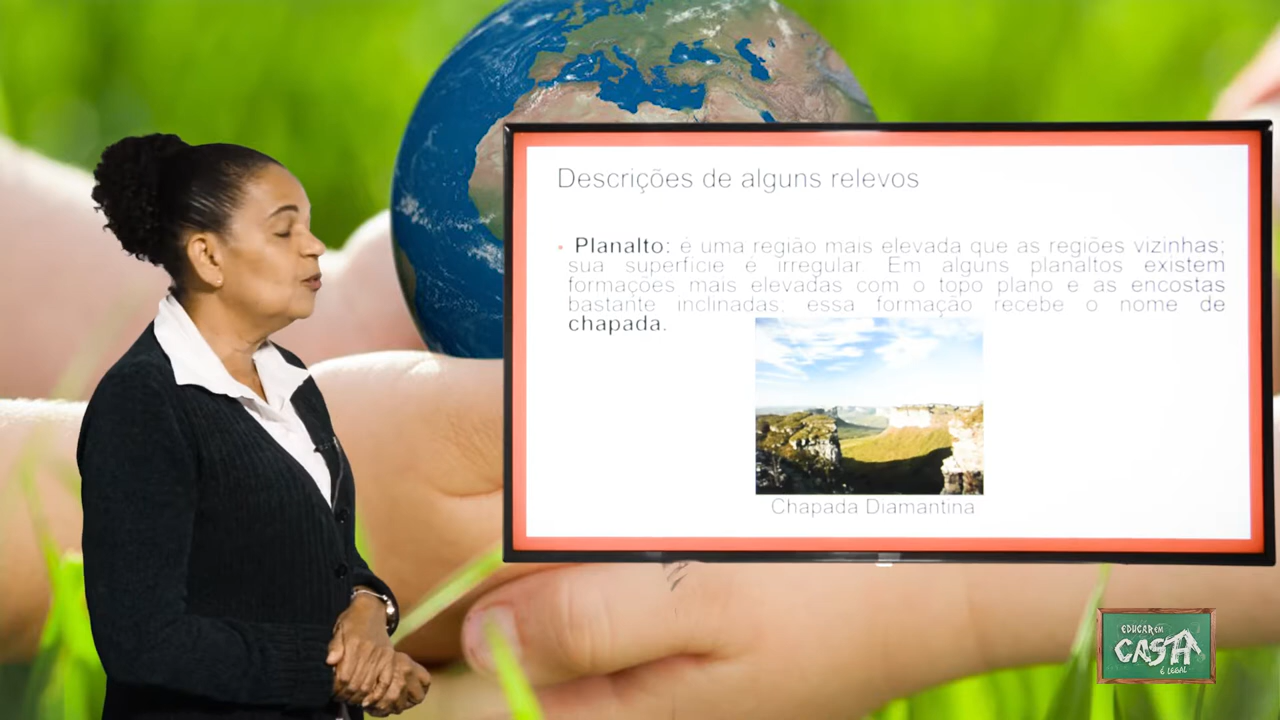 Descrições de alguns relevos
• Planalto: é uma região mais elevada que as regiões vizinhas;
sua superfície é irregular. Em alguns planaltos existem
formações mais elevadas com o topo plano e as encostas
bastante inclinadas; essa formação recebe o nome de
chapada.
Chapada Diamantina
EDUCAR EM
CASA
É LEGAL